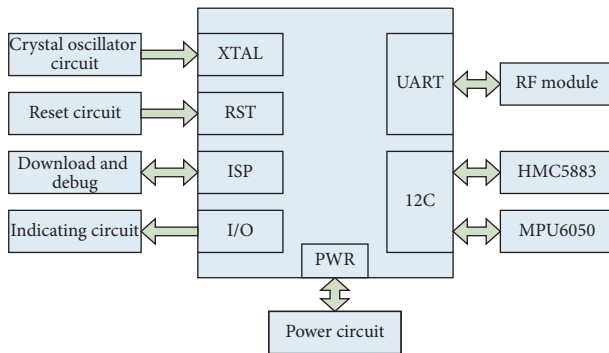 Crystal oscillator
circuit
XTAL
UART
RF module
Reset circuit
RST
Download and
debug
ISP
12C
HMC5883
Indicating circuit
I/O
MPU6050
PWR
Power circuit